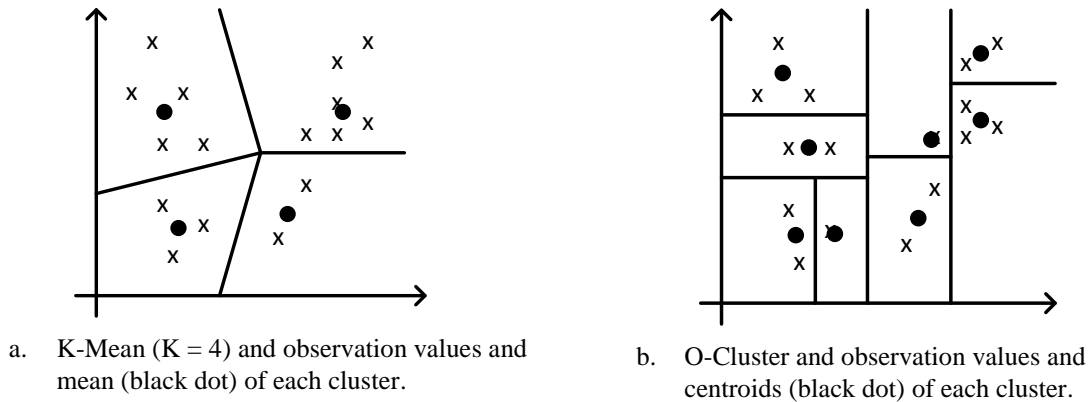 a. K-Mean (K = 4) and observation values and
mean (black dot) of each cluster.
b. O-Cluster and observation values and
centroids (black dot) of each cluster.